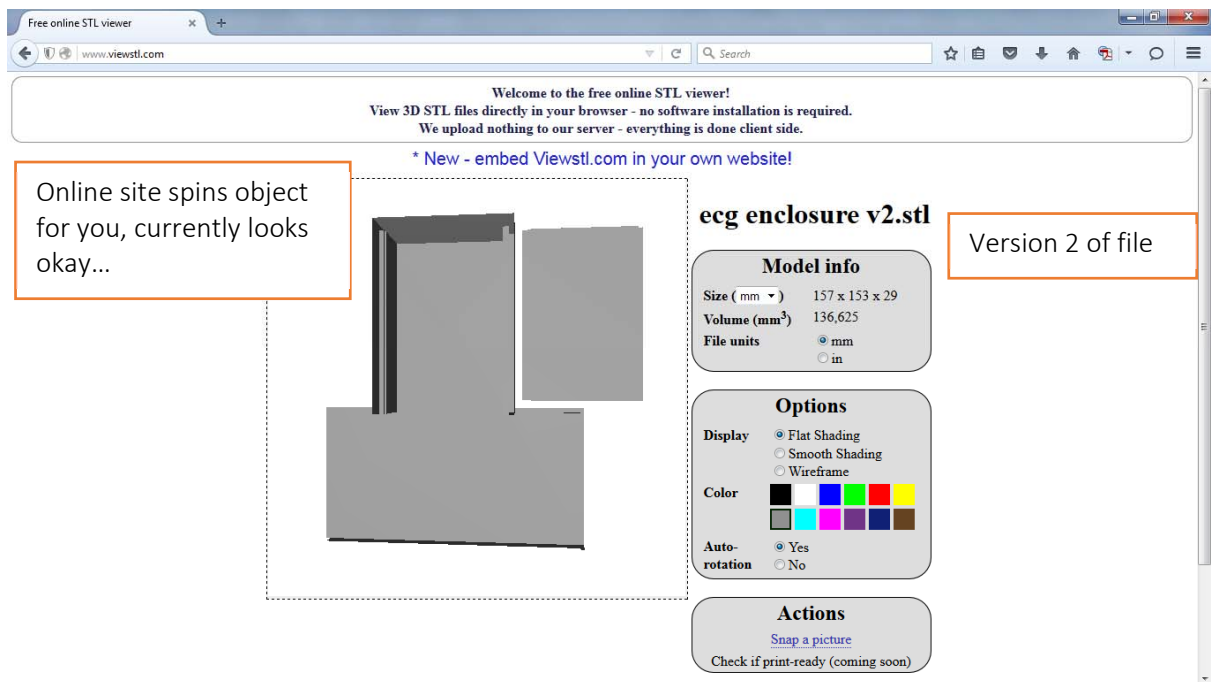 Free online STL viewer
www.viewstl.com
Search
Welcome to the free online STL viewer!
View 3D STL files directly in your browser - no software installation is required.
We upload nothing to our server - everything is done client side.
* New - embed Viewstl.com in your own website!
Online site spins object
for you, currently looks
okay…
ecg enclosure v2.stl
Version 2 of file
Model info
Size ( mm ) 157 x 153 x 29
Volume (mm³) 136,625
File units mm
in
Options
Display Flat Shading
Smooth Shading
Wireframe
Color
Auto- Yes
rotation No
Actions
Snap a picture
Check if print-ready (coming soon)